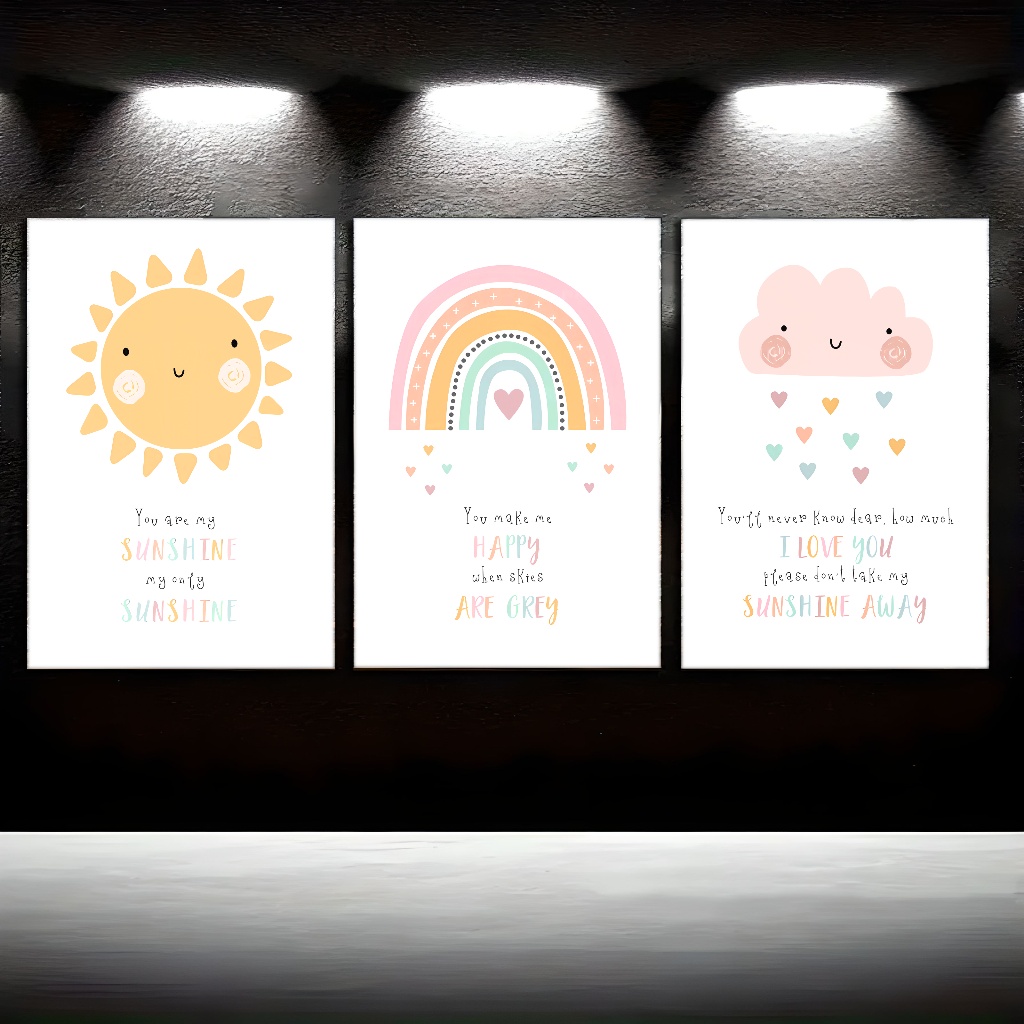 You are my
SUNSHINE
my only
SUNSHINE
You make me
HAPPY
when skies
ARE GREY
You'll never know dear, how much
I LOVE YOU
please don't take my
SUNSHINE AWAY